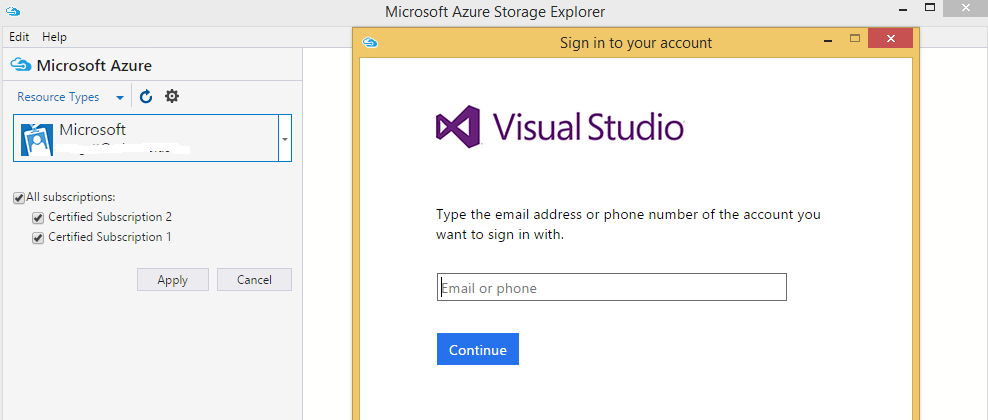 Microsoft Azure Storage Explorer
Edit Help
Sign in to your account
Microsoft Azure
Resource Types
Microsoft
All subscriptions:
Certified Subscription 2
Certified Subscription 1
Apply Cancel
Visual Studio
Type the email address or phone number of the account you
want to sign in with.
Email or phone
Continue